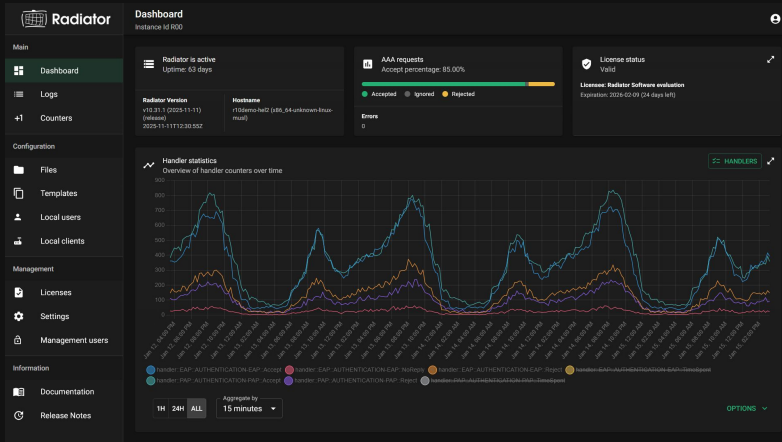 Radiator
Main
Dashboard
Logs
+1 Counters
Configuration
Files
Templates
Local users
Local clients
Management
Licenses
Settings
Management users
Information
Documentation
Release Notes
Dashboard
Instance Id R00
Radiator is active
Uptime: 63 days
Radiator Version
v10.31.1 (2025-11-11)
(release)
2025-11-11T12:30:55Z
Hostname
r10demo-hel2 (x86_64-unknown-linux-
musl)
AAA requests
Accept percentage: 85.00%
Accepted Ignored Rejected
Errors
0
License status
Valid
Licenses: Radiator Software evaluation
Expiration: 2026-02-09 (24 days left)
Handler statistics
Overview of handler counters over time
HANDLERS
900
800
700
600
500
400
300
200
100
0
handler: EAP: AUTHENTICATION-EAP: Accept handler: EAP: AUTHENTICATION-EAP: NoReply handler: EAP: AUTHENTICATION-EAP: Reject handler: EAP: AUTHENTICATION-EAP: TimeSpent
handler: PAP: AUTHENTICATION-PAP: Accept handler: PAP: AUTHENTICATION-PAP: Reject handler: PAP: AUTHENTICATION-PAP: TimeSpent
1H 24H ALL
Aggregate by
15 minutes
OPTIONS